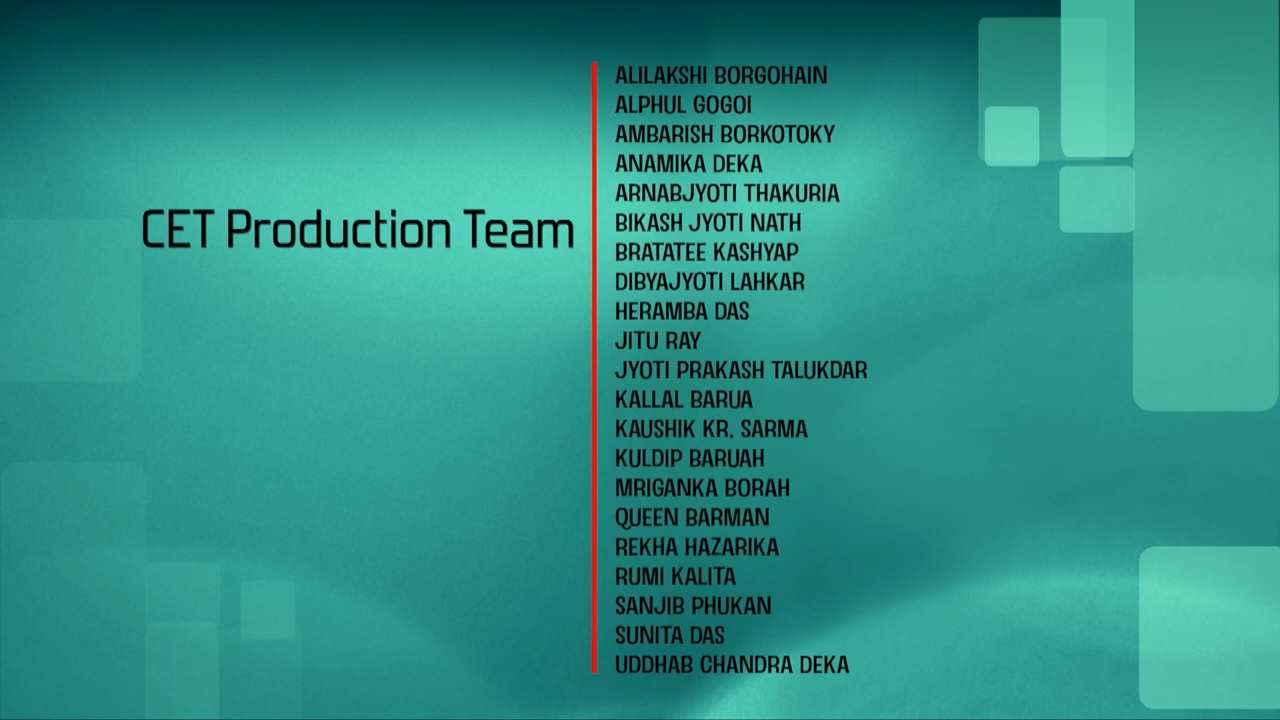 CET Production Team
ALILAKSHI BORGOHAIN
ALPHUL GOGOI
AMBARISH BORKOTOKY
ANAMIKA DEKA
ARNABJYOTI THAKURIA
BIKASH JYOTI NATH
BRATATEE KASHYAP
DIBYAJYOTI LAHKAR
HERAMBA DAS
JITU RAY
JYOTI PRAKASH TALUKDAR
KALLAL BARUA
KAUSHIK KR. SARMA
KULDIP BARUAH
MRIGANKA BORAH
QUEEN BARMAN
REKHA HAZARIKA
RUMI KALITA
SANJIB PHUKAN
SUNITA DAS
UDDHAB CHANDRA DEKA